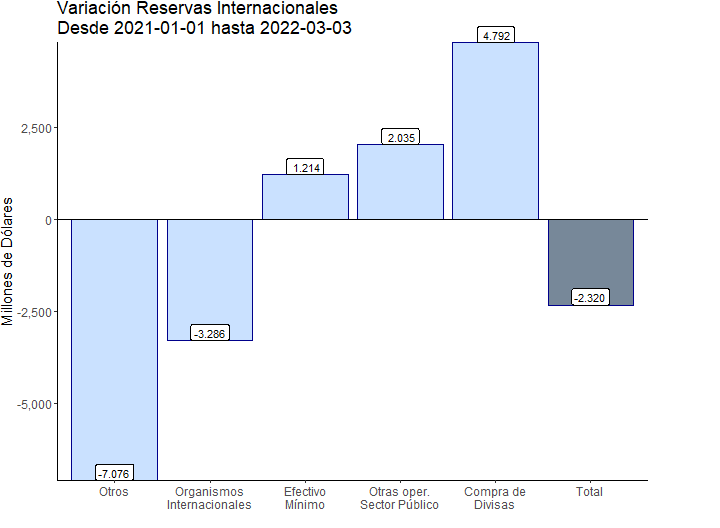 Variación Reservas Internacionales
Desde 2021-01-01 hasta 2022-03-03
Millones de Dólares
2,500
0
-2,500
-5,000
4.792
2.035
1.214
-2.320
-3.286
-7.076
Otros
Organismos
Internacionales
Efectivo
Mínimo
Otras oper.
Sector Público
Compra de
Divisas
Total